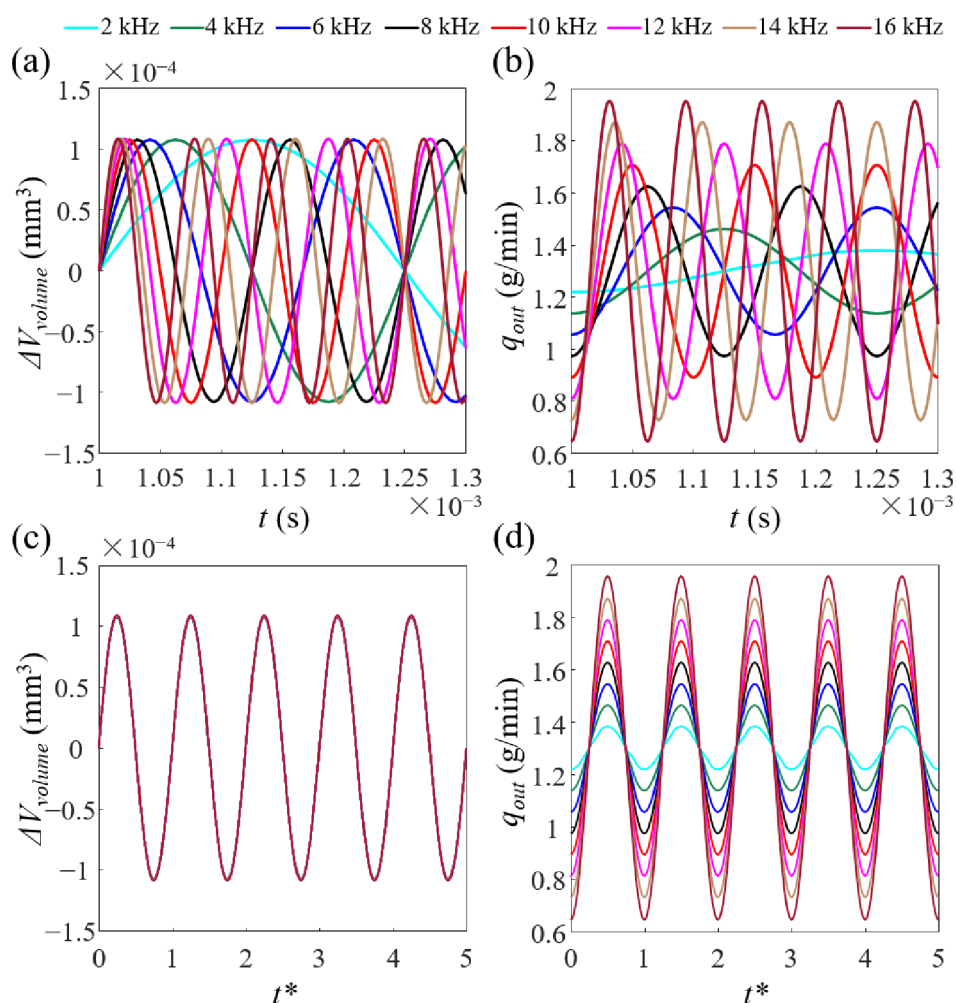 2 kHz 4 kHz 6 kHz 8 kHz 10 kHz 12 kHz 14 kHz 16 kHz
(a)
×10⁻⁴
1.5
1
0.5
0
−0.5
−1
−1.5
ΔV_volume (mm³)
1 1.05 1.1 1.15 1.2 1.25 1.3
×10⁻³
t (s)
(b)
2
1.8
1.6
1.4
1.2
1
0.8
0.6
q_out (g/min)
1 1.05 1.1 1.15 1.2 1.25 1.3
×10⁻³
t (s)
(c)
×10⁻⁴
1.5
1
0.5
0
−0.5
−1
−1.5
ΔV_volume (mm³)
0 1 2 3 4 5
t*
(d)
2
1.8
1.6
1.4
1.2
1
0.8
0.6
q_out (g/min)
0 1 2 3 4 5
t*